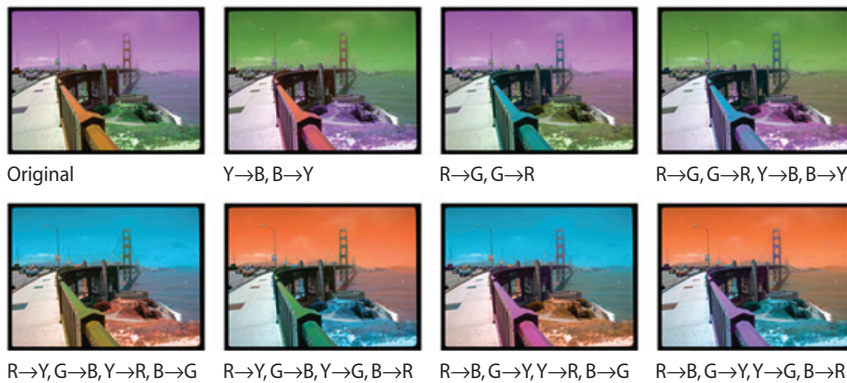 Original
Y→B, B→Y
R→G, G→R
R→G, G→R, Y→B, B→Y
R→Y, G→B, Y→R, B→G
R→Y, G→B, Y→G, B→R
R→B, G→Y, Y→R, B→G
R→B, G→Y, Y→G, B→R